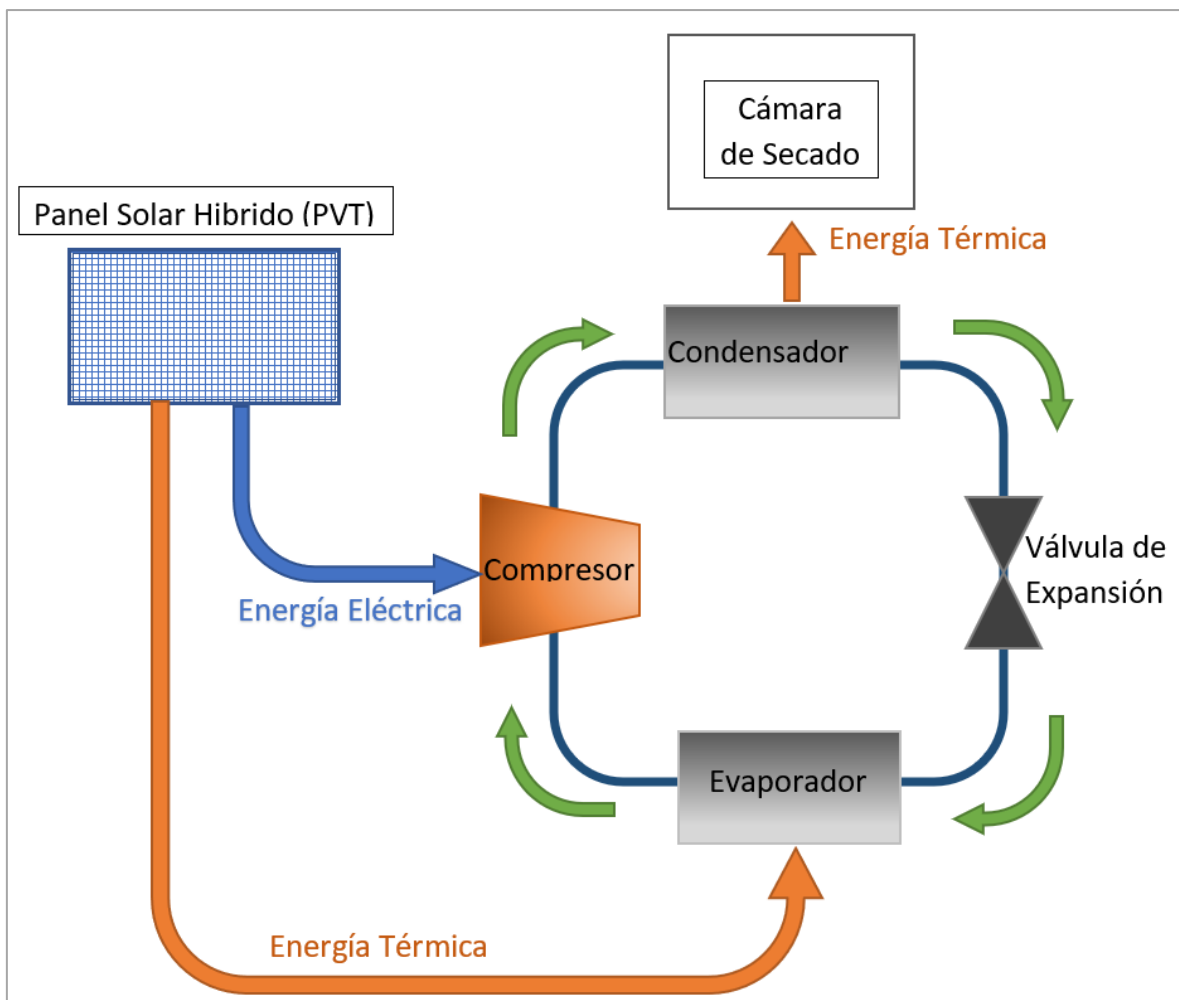 Cámara
de Secado
Panel Solar Hibrido (PVT)
Energía Térmica
Condensador
Compresor
Válvula de
Expansión
Energía Eléctrica
Evaporador
Energía Térmica